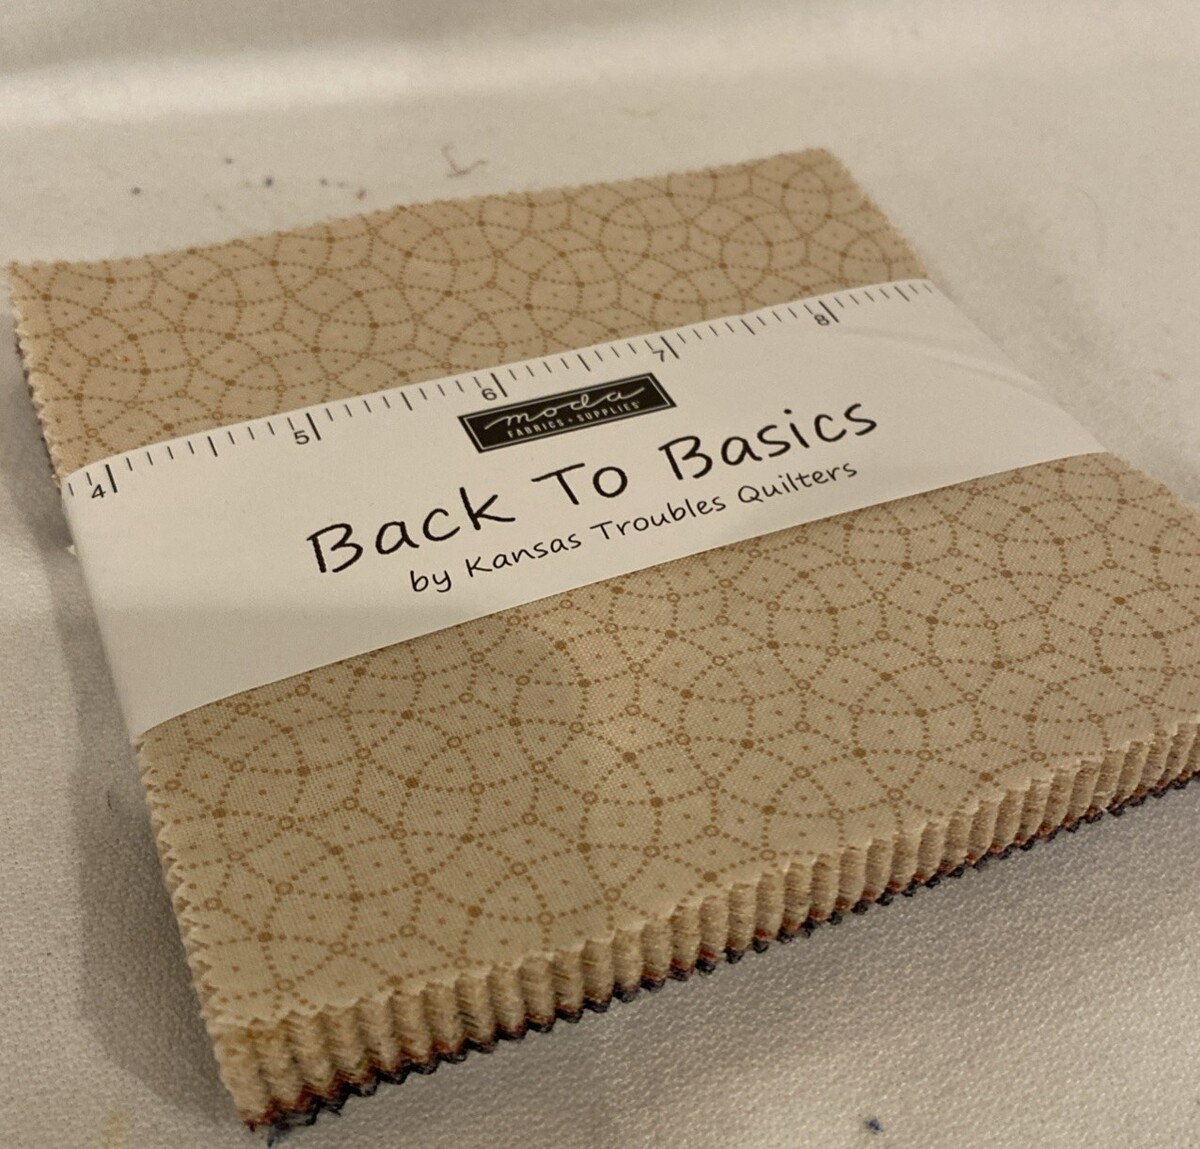 4 5 6 7 8
moda
FABRICS + SUPPLIES
Back To Basics
by Kansas Troubles Quilters